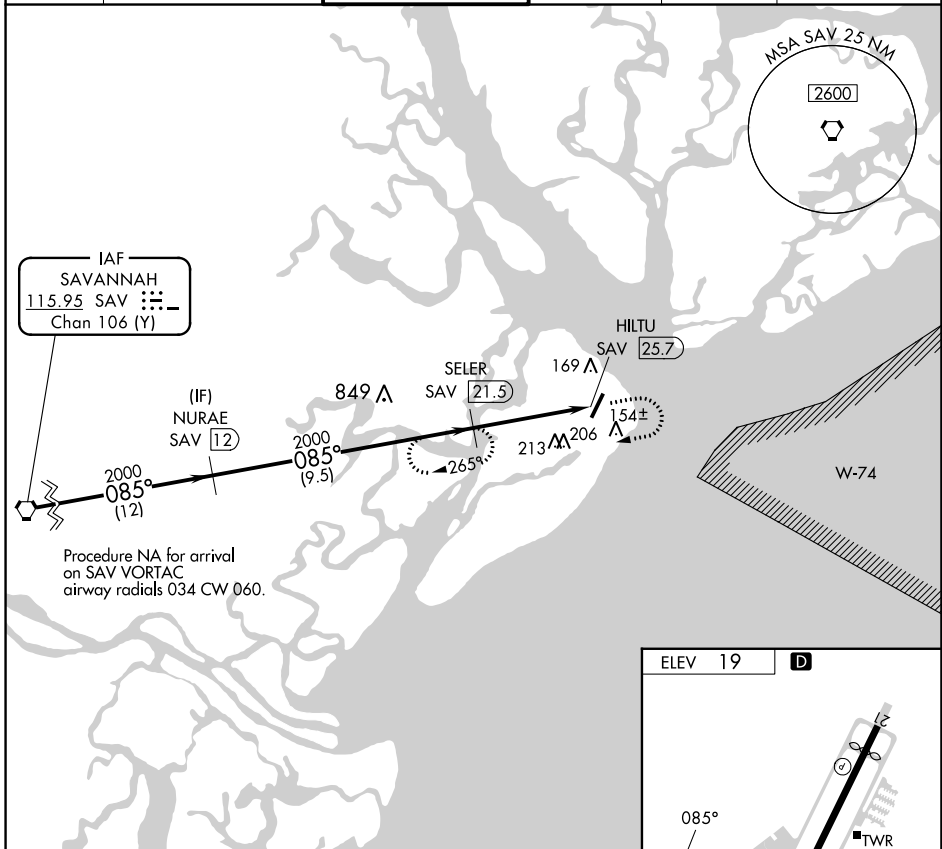 MSA SAV 25 NM
2600
IAF
SAVANNAH
115.95 SAV
Chan 106 (Y)
HILTU
SAV 25.7
169
SELER
SAV 21.5
849
(IF)
NURAE
SAV 12
154±
213
206
2000
085°
(9.5)
265°
W-74
2000
085°
(12)
Procedure NA for arrival
on SAV VORTAC
airway radials 034 CW 060.
ELEV 19 D
21
P
085°
TWR